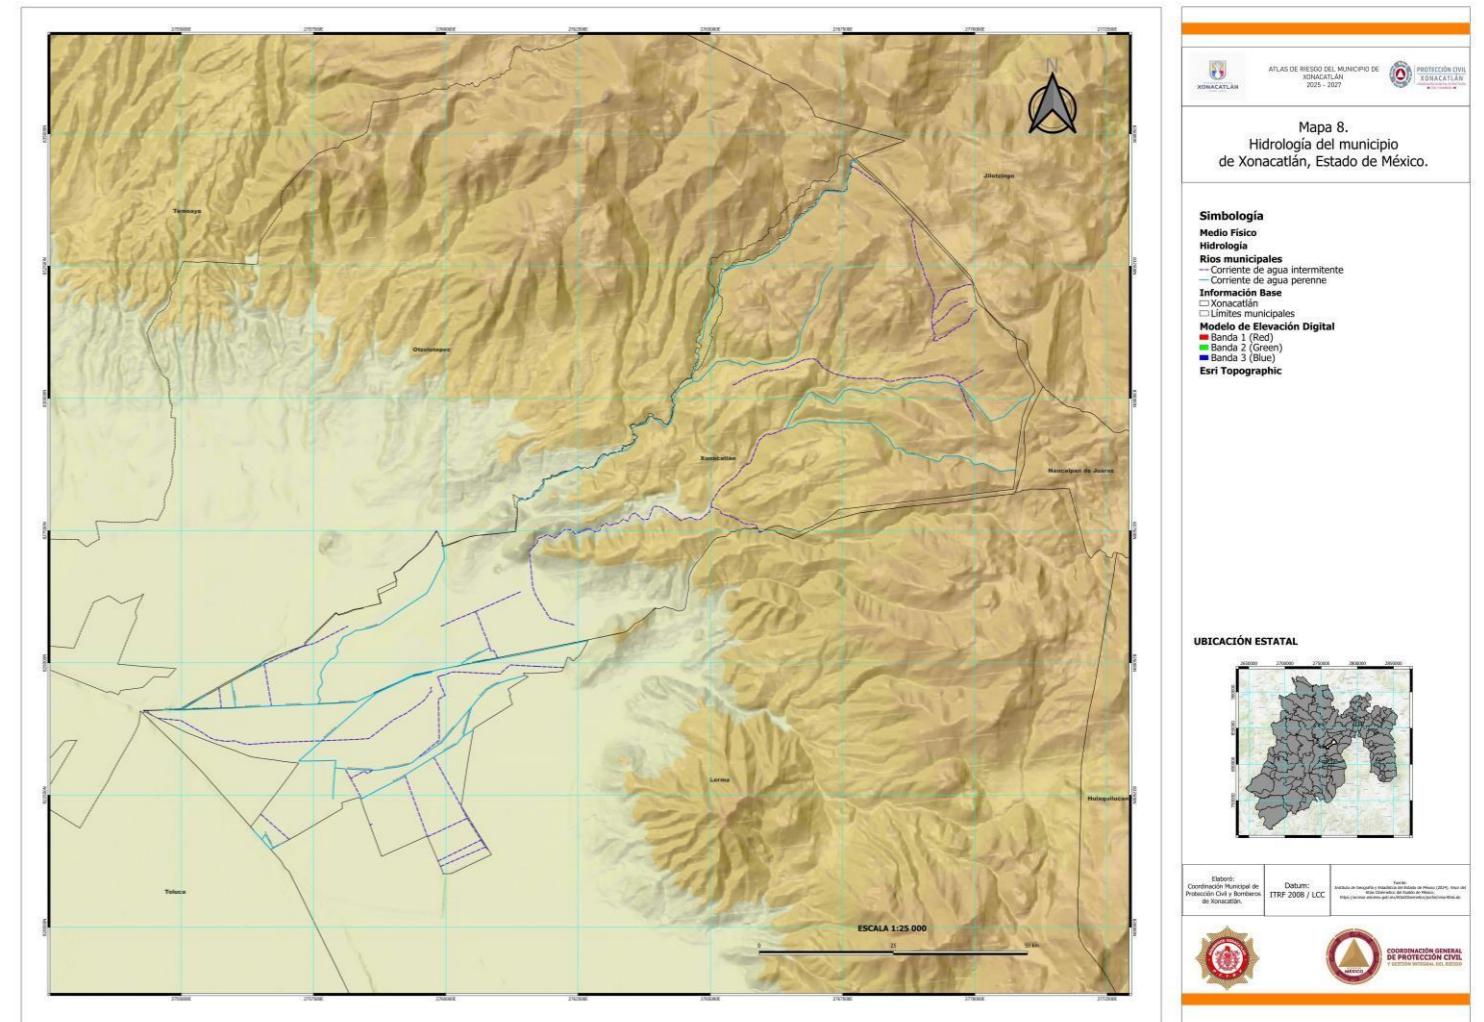 XONACATLÁN
ATLAS DE RIESGO DEL MUNICIPIO DE
XONACATLÁN
2025 - 2027
PROTECCIÓN CIVIL
XONACATLÁN
Mapa 8.
Hidrología del municipio
de Xonacatlán, Estado de México.
Simbología
Medio Físico
Hidrología
Rios municipales
Corriente de agua intermitente
Corriente de agua perenne
Información Base
Xonacatlán
Límites municipales
Modelo de Elevación Digital
Banda 1 (Red)
Banda 2 (Green)
Banda 3 (Blue)
Esri Topographic
N
Temoaya
Jilotzingo
Otzolotepec
Xonacatlán
Naucalpan de Juárez
Lerma
Huixquilucan
Toluca
ESCALA 1:25 000
0
25
50 km
UBICACIÓN ESTATAL
Elaboró:
Coordinación Municipal de
Protección Civil y Bomberos
de Xonacatlán.
Datum:
ITRF 2008 / LCC
COORDINACIÓN GENERAL
DE PROTECCIÓN CIVIL
Y GESTIÓN INTEGRAL DEL RIESGO